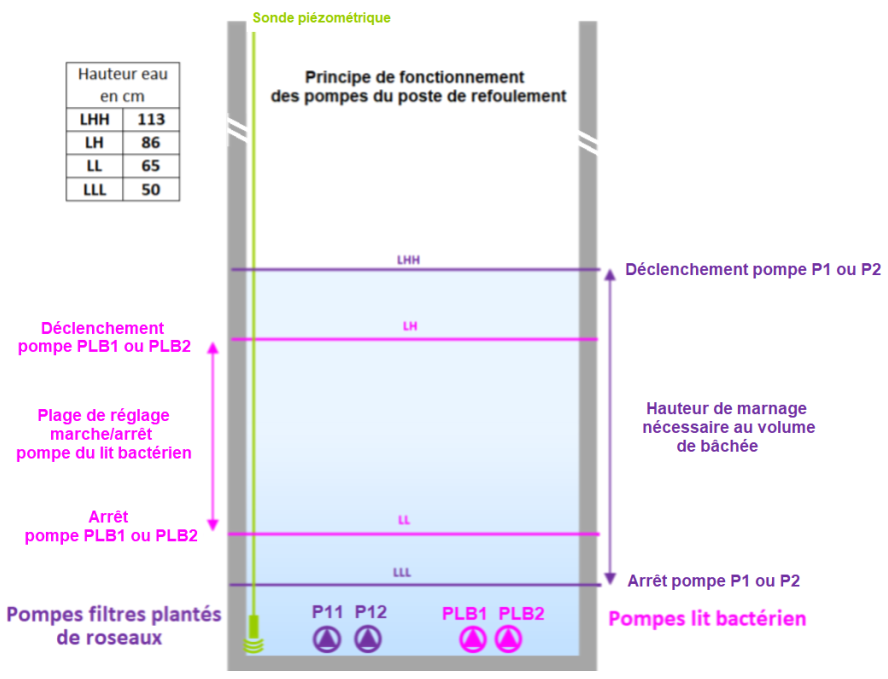 Sonde piézométrique
Principe de fonctionnement
des pompes du poste de refoulement
Hauteur eau
en cm
LHH 113
LH 86
LL 65
LLL 50
LHH
Déclenchement pompe P1 ou P2
LH
Déclenchement
pompe PLB1 ou PLB2
Plage de réglage
marche/arrêt
pompe du lit bactérien
Hauteur de marnage
nécessaire au volume
de bâchée
Arrêt
pompe PLB1 ou PLB2
LL
LLL
Arrêt pompe P1 ou P2
Pompes filtres plantés
de roseaux
P11 P12
PLB1 PLB2
Pompes lit bactérien